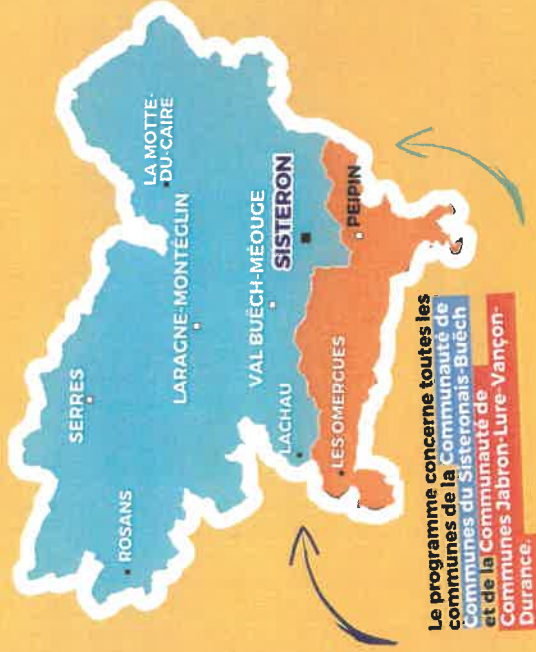 LA MOTTE-
DU-CAIRE
SERRES
LARAGNE-MONTÉGLIN
ROSANS
VAL BUËCH-MÉOUGE
SISTERON
LACHAU
PEIPIN
LES OMERGUES
Le programme concerne toutes les
communes de la Communauté de
Communes du Sisteronais-Buëch
et de la Communauté de
Communes Jabron-Lure-Vançon-
Durance.